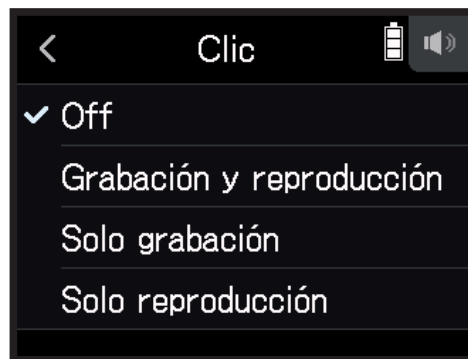 Clic
Off
Grabación y reproducción
Solo grabación
Solo reproducción